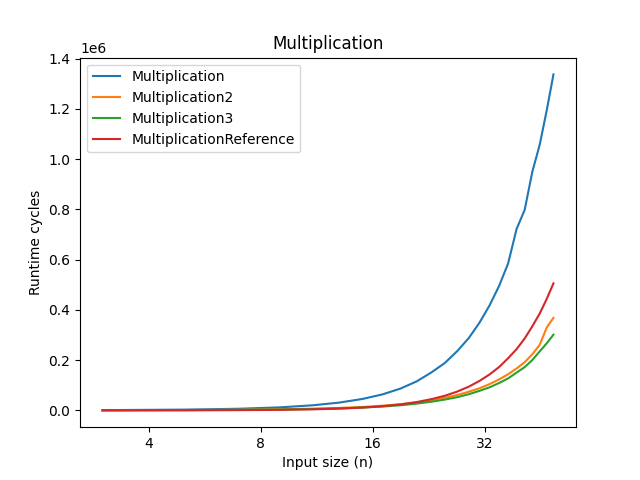 Multiplication
1e6
1.4
1.2
1.0
0.8
0.6
0.4
0.2
0.0
Runtime cycles
Multiplication
Multiplication2
Multiplication3
MultiplicationReference
4 8 16 32
Input size (n)